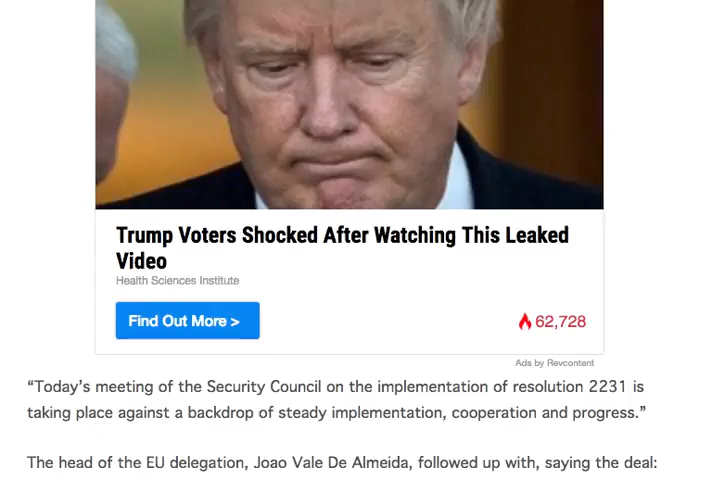 Trump Voters Shocked After Watching This Leaked
Video
Health Sciences Institute
Find Out More >
62,728
Ads by Revcontent
“Today’s meeting of the Security Council on the implementation of resolution 2231 is
taking place against a backdrop of steady implementation, cooperation and progress.”
The head of the EU delegation, Joao Vale De Almeida, followed up with, saying the deal: